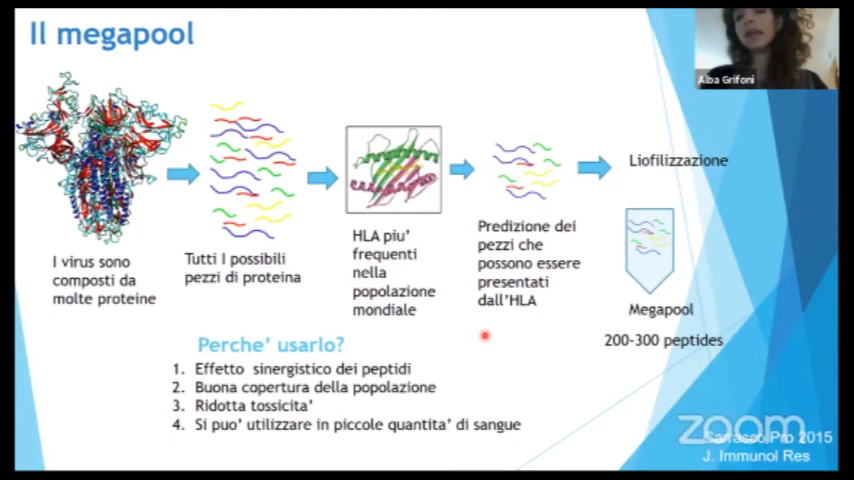 Il megapool
Alba Grifoni
I virus sono
composti da
molte proteine
Tutti I possibili
pezzi di proteina
HLA piu’
frequenti
nella
popolazione
mondiale
Predizione dei
pezzi che
possono essere
presentati
dall’HLA
Liofilizzazione
Megapool
200-300 peptides
Perche’ usarlo?
1. Effetto sinergistico dei peptidi
2. Buona copertura della popolazione
3. Ridotta tossicita’
4. Si puo’ utilizzare in piccole quantita’ di sangue
zoom
Carrasco Pro 2015
J. Immunol Res